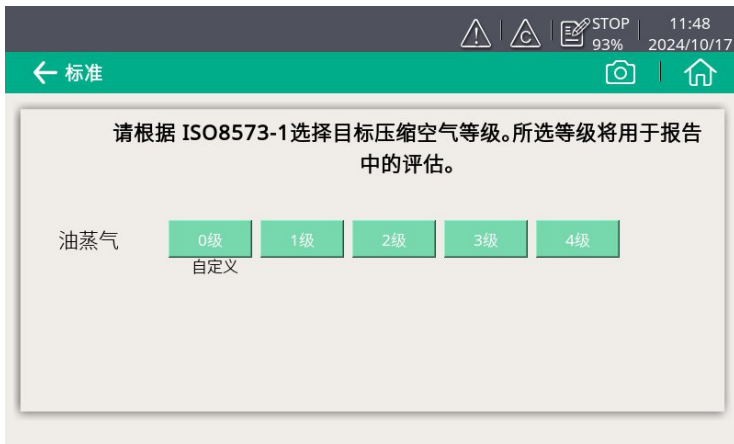 STOP 11:48
93% 2024/10/17
标准
请根据 ISO8573-1选择目标压缩空气等级。所选等级将用于报告
中的评估。
油蒸气 0级 1级 2级 3级 4级
自定义